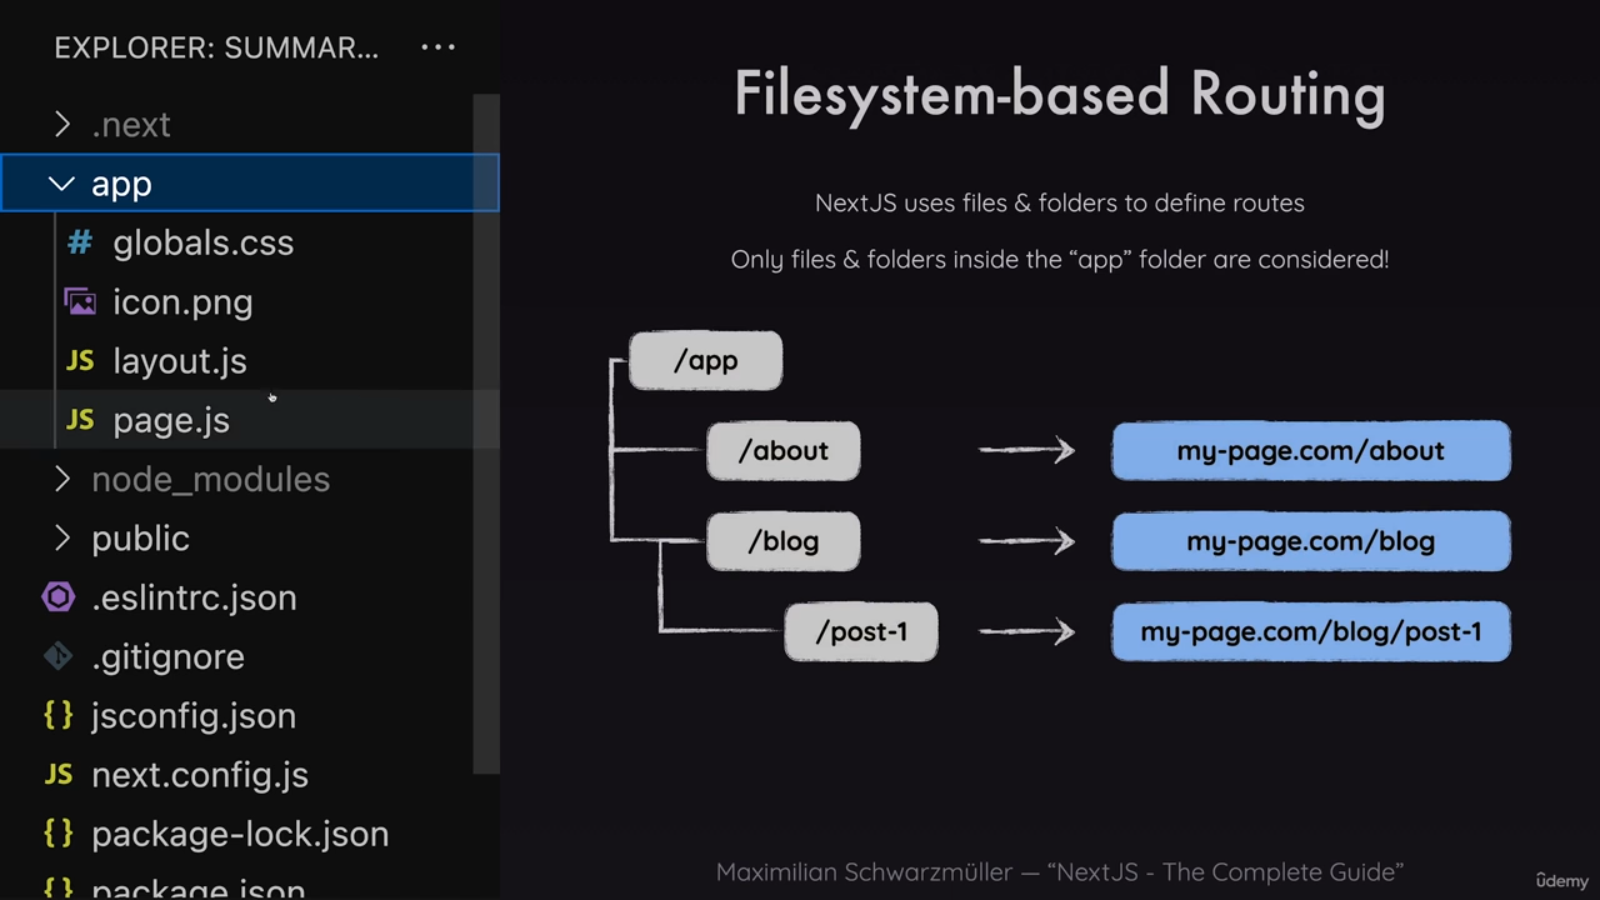 EXPLORER: SUMMAR...
.next
app
globals.css
icon.png
JS layout.js
JS page.js
node_modules
public
.eslintrc.json
.gitignore
{} jsconfig.json
JS next.config.js
{} package-lock.json
{} package.json
Filesystem-based Routing
NextJS uses files & folders to define routes
Only files & folders inside the “app” folder are considered!
/app
/about
my-page.com/about
/blog
my-page.com/blog
/post-1
my-page.com/blog/post-1
Maximilian Schwarzmüller — “NextJS - The Complete Guide”
ûdemy